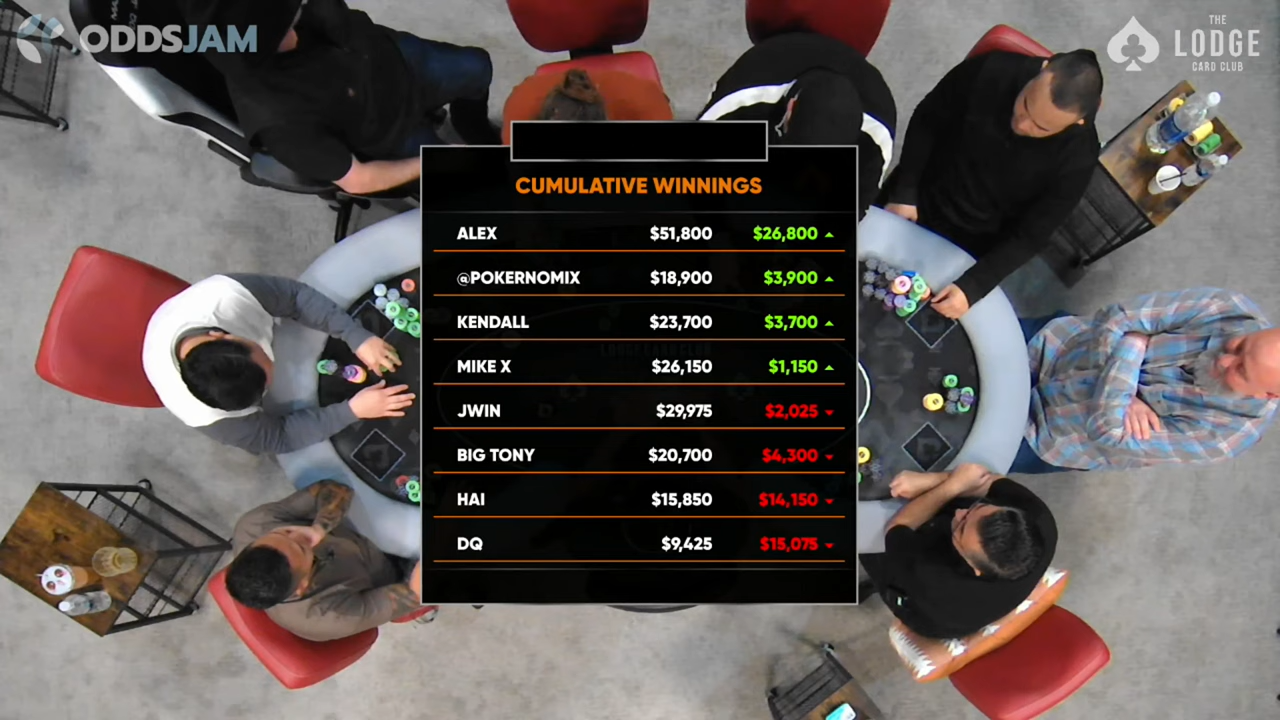 ODDSJAM
THE
LODGE
CARD CLUB
CUMULATIVE WINNINGS
ALEX $51,800 $26,800
@POKERNOMIX $18,900 $3,900
KENDALL $23,700 $3,700
MIKE X $26,150 $1,150
JWIN $29,975 $2,025
BIG TONY $20,700 $4,300
HAI $15,850 $14,150
DQ $9,425 $15,075